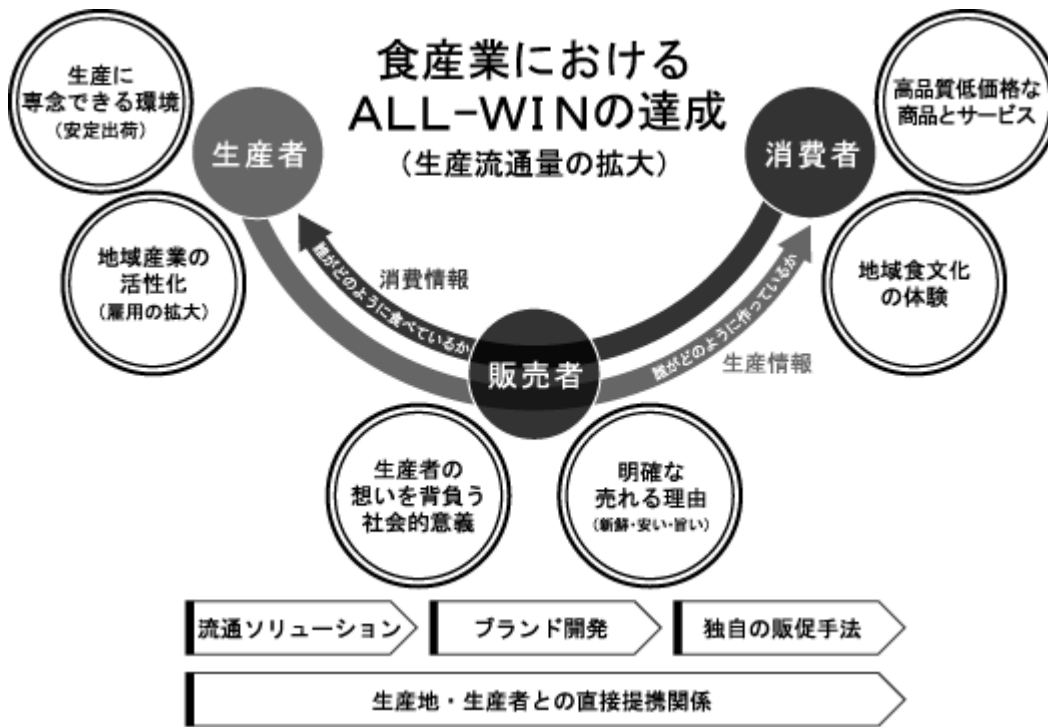 食産業における
ALL-WINの達成
(生産流通量の拡大)
生産に
専念できる環境
(安定出荷)
生産者
地域産業の
活性化
(雇用の拡大)
消費者
高品質低価格な
商品とサービス
地域食文化
の体験
誰がどのように食べているか
消費情報
誰がどのように作っているか
生産情報
販売者
生産者の
想いを背負う
社会的意義
明確な
売れる理由
(新鮮・安い・旨い)
流通ソリューション
ブランド開発
独自の販促手法
生産地・生産者との直接提携関係